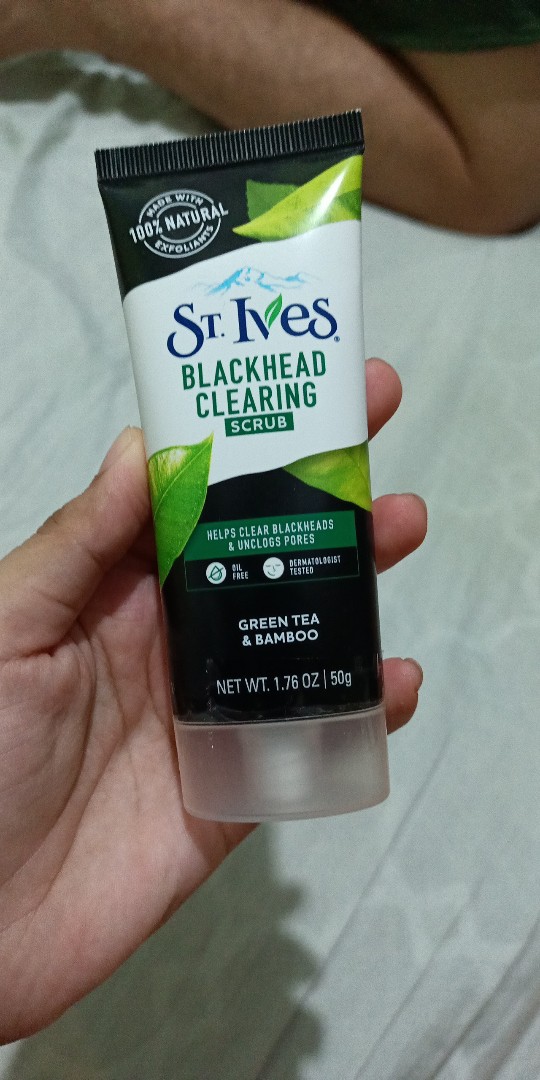 MADE WITH
100% NATURAL
EXFOLIANTS
ST. Ives®
BLACKHEAD
CLEARING
SCRUB
HELPS CLEAR BLACKHEADS
& UNCLOGS PORES
OIL
FREE
DERMATOLOGIST
TESTED
GREEN TEA
& BAMBOO
NET WT. 1.76 OZ | 50g